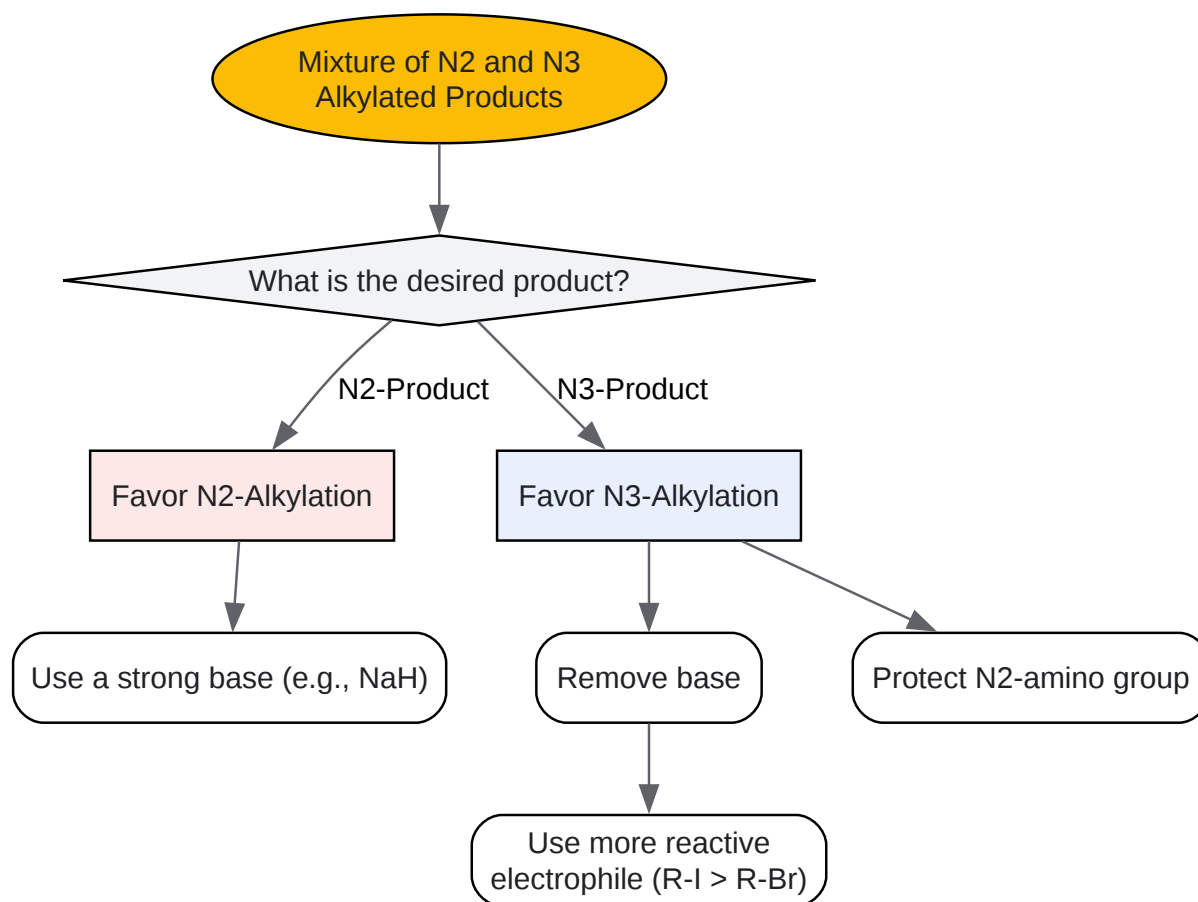 Mixture of N2 and N3
Alkylated Products
What is the desired product?
N2-Product
N3-Product
Favor N2-Alkylation
Favor N3-Alkylation
Use a strong base (e.g., NaH)
Remove base
Protect N2-amino group
Use more reactive
electrophile (R-I > R-Br)